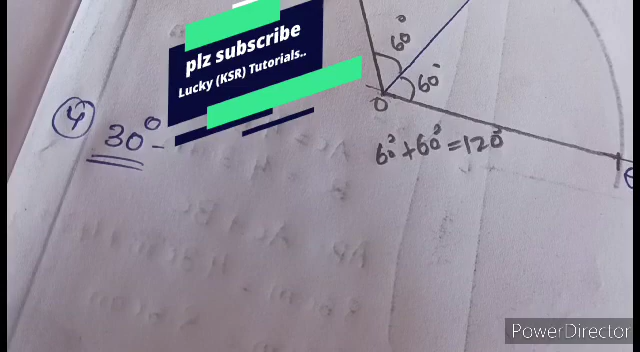 plz subscribe
Lucky (KSR) Tutorials..
60°
60°
O
④ 30° -
60° + 60° = 120°
PowerDirector